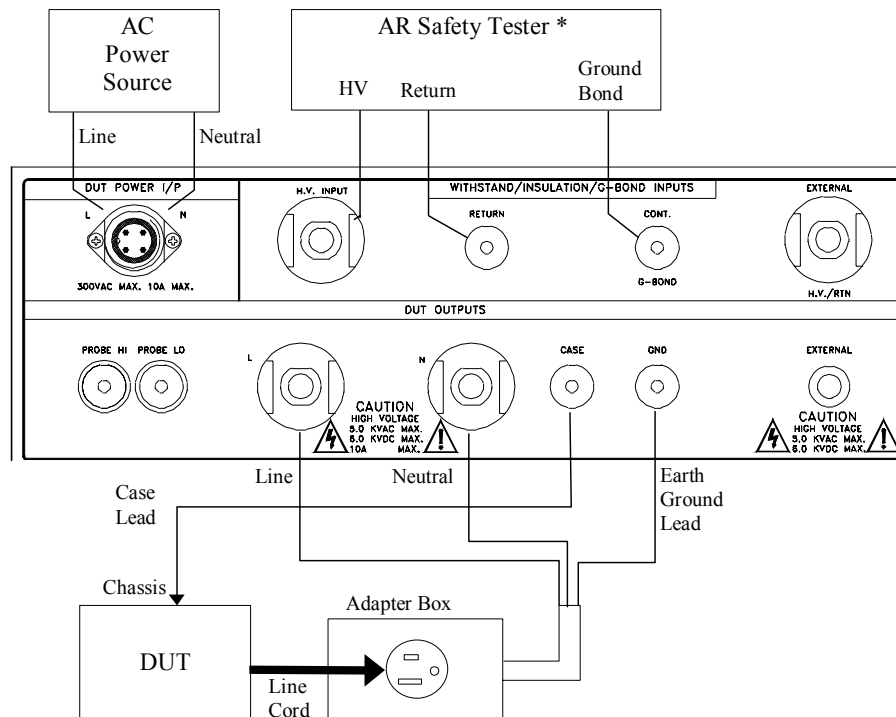 AC
Power
Source
AR Safety Tester *
HV
Return
Ground
Bond
Line
Neutral
DUT POWER I/P
L
N
300VAC MAX. 10A MAX.
H.V. INPUT
WITHSTAND/INSULATION/G-BOND INPUTS
RETURN
CONT.
G-BOND
EXTERNAL
H.V./RTN
DUT OUTPUTS
PROBE HI
PROBE LO
L
N
CASE
GND
EXTERNAL
CAUTION
HIGH VOLTAGE
5.0 KVAC MAX.
6.0 KVDC MAX.
10A MAX.
CAUTION
HIGH VOLTAGE
5.0 KVAC MAX.
6.0 KVDC MAX.
Line
Neutral
Earth
Ground
Lead
Case
Lead
Chassis
Adapter Box
DUT
Line
Cord